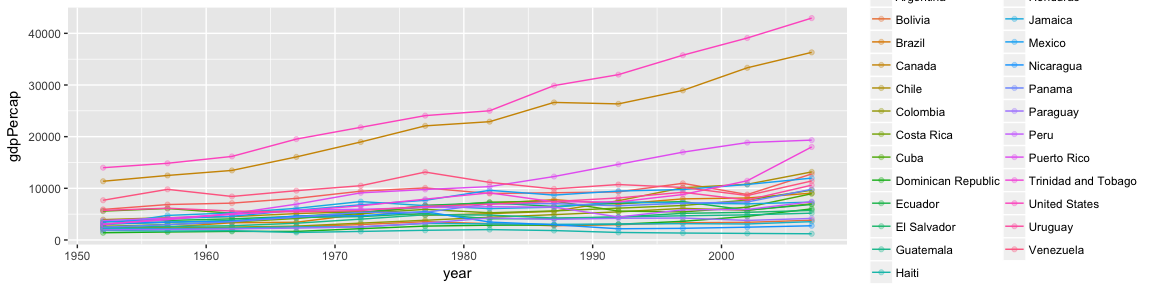 40000
30000
20000
10000
0
gdpPercap
1950
1960
1970
1980
1990
2000
year
Bolivia
Brazil
Canada
Chile
Colombia
Costa Rica
Cuba
Dominican Republic
Ecuador
El Salvador
Guatemala
Haiti
Jamaica
Mexico
Nicaragua
Panama
Paraguay
Peru
Puerto Rico
Trinidad and Tobago
United States
Uruguay
Venezuela